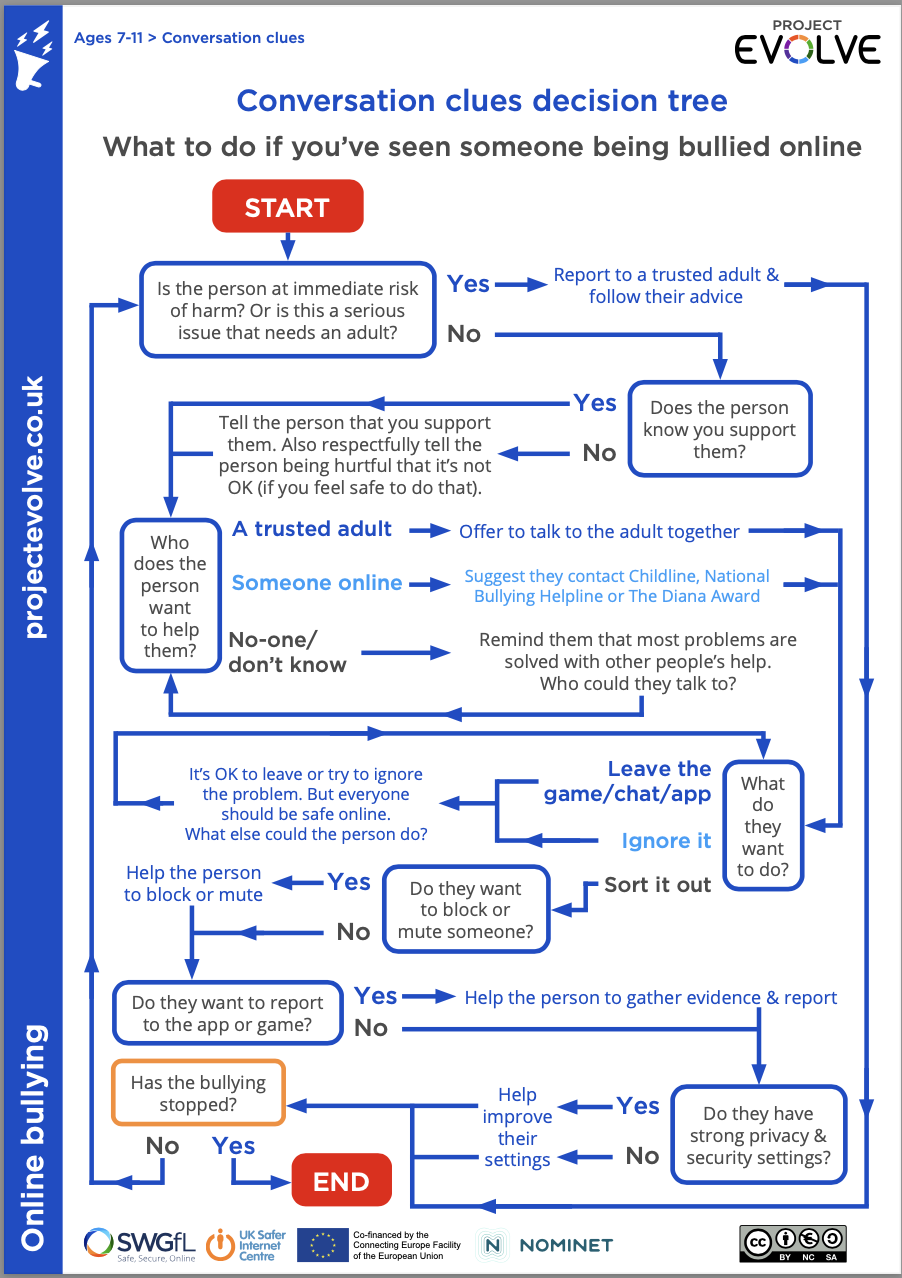 Ages 7-11 > Conversation clues
PROJECT
EVOLVE
Conversation clues decision tree
What to do if you've seen someone being bullied online
START
Is the person at immediate risk
of harm? Or is this a serious
issue that needs an adult?
Yes
Report to a trusted adult &
follow their advice
No
Does the person
know you support
them?
Yes
No
Tell the person that you support
them. Also respectfully tell the
person being hurtful that it's not
OK (if you feel safe to do that).
Who
does the
person
want
to help
them?
A trusted adult
Offer to talk to the adult together
Someone online
Suggest they contact Childline, National
Bullying Helpline or The Diana Award
No-one/
don't know
Remind them that most problems are
solved with other people's help.
Who could they talk to?
What
do
they
want
to do?
Leave the
game/chat/app
Ignore it
It's OK to leave or try to ignore
the problem. But everyone
should be safe online.
What else could the person do?
Sort it out
Do they want
to block or
mute someone?
Yes
Help the person
to block or mute
No
Do they want to report
to the app or game?
Yes
Help the person to gather evidence & report
No
Do they have
strong privacy &
security settings?
Yes
No
Help
improve
their
settings
Has the bullying
stopped?
No
Yes
END
projectevolve.co.uk
Online bullying
SWGfL
Safe, Secure, Online
UK Safer
Internet
Centre
Co-financed by the
Connecting Europe Facility
of the European Union
N
NOMINET
cc
BY NC SA